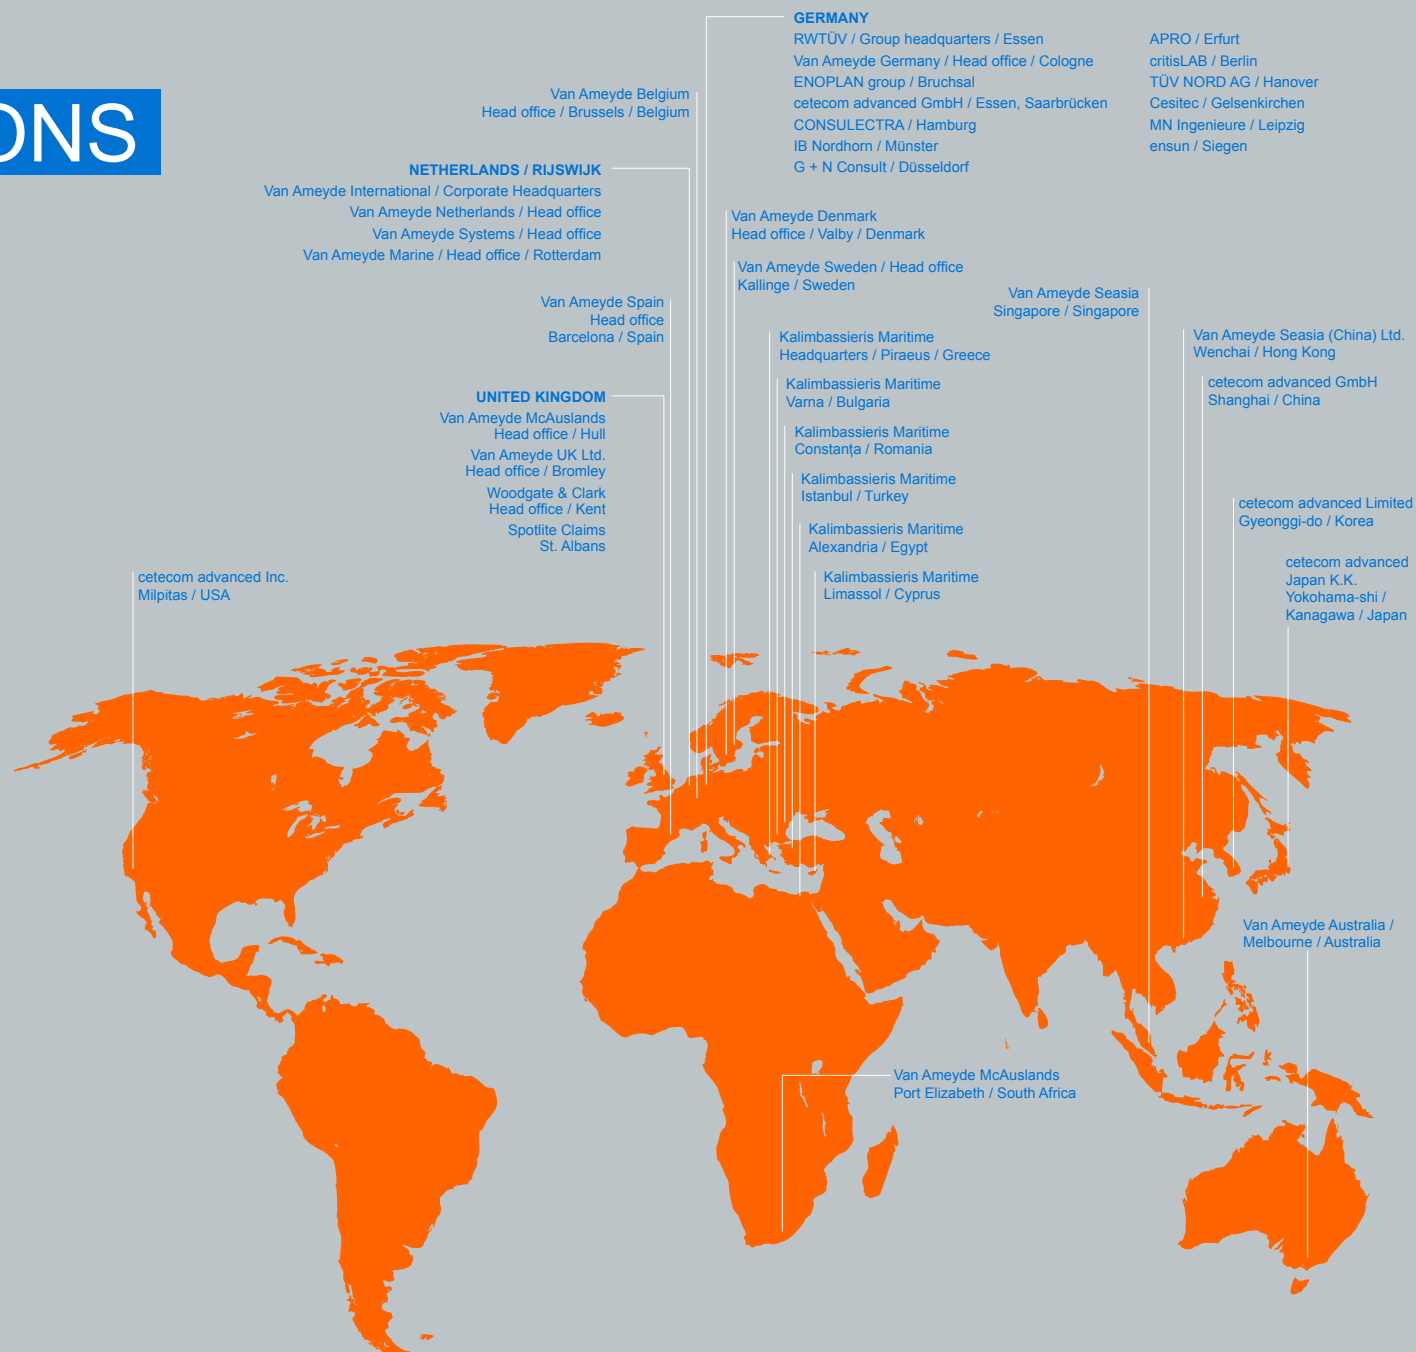 ONS
GERMANY
RWTÜV / Group headquarters / Essen
Van Ameyde Germany / Head office / Cologne
ENOPLAN group / Bruchsal
cetecom advanced GmbH / Essen, Saarbrücken
CONSULECTRA / Hamburg
IB Nordhorn / Münster
G + N Consult / Düsseldorf
APRO / Erfurt
critisLAB / Berlin
TÜV NORD AG / Hanover
Cesitec / Gelsenkirchen
MN Ingenieure / Leipzig
ensun / Siegen
Van Ameyde Belgium
Head office / Brussels / Belgium
NETHERLANDS / RIJSWIJK
Van Ameyde International / Corporate Headquarters
Van Ameyde Netherlands / Head office
Van Ameyde Systems / Head office
Van Ameyde Marine / Head office / Rotterdam
Van Ameyde Denmark
Head office / Valby / Denmark
Van Ameyde Sweden / Head office
Kallinge / Sweden
Van Ameyde Spain
Head office
Barcelona / Spain
Van Ameyde Seasia
Singapore / Singapore
Kalimbassieris Maritime
Headquarters / Piraeus / Greece
Van Ameyde Seasia (China) Ltd.
Wenchai / Hong Kong
cetecom advanced GmbH
Shanghai / China
Kalimbassieris Maritime
Varna / Bulgaria
UNITED KINGDOM
Van Ameyde McAuslands
Head office / Hull
Van Ameyde UK Ltd.
Head office / Bromley
Woodgate & Clark
Head office / Kent
Spotlite Claims
St. Albans
Kalimbassieris Maritime
Constanța / Romania
Kalimbassieris Maritime
Istanbul / Turkey
cetecom advanced Limited
Gyeonggi-do / Korea
Kalimbassieris Maritime
Alexandria / Egypt
cetecom advanced
Japan K.K.
Yokohama-shi /
Kanagawa / Japan
cetecom advanced Inc.
Milpitas / USA
Kalimbassieris Maritime
Limassol / Cyprus
Van Ameyde Australia /
Melbourne / Australia
Van Ameyde McAuslands
Port Elizabeth / South Africa